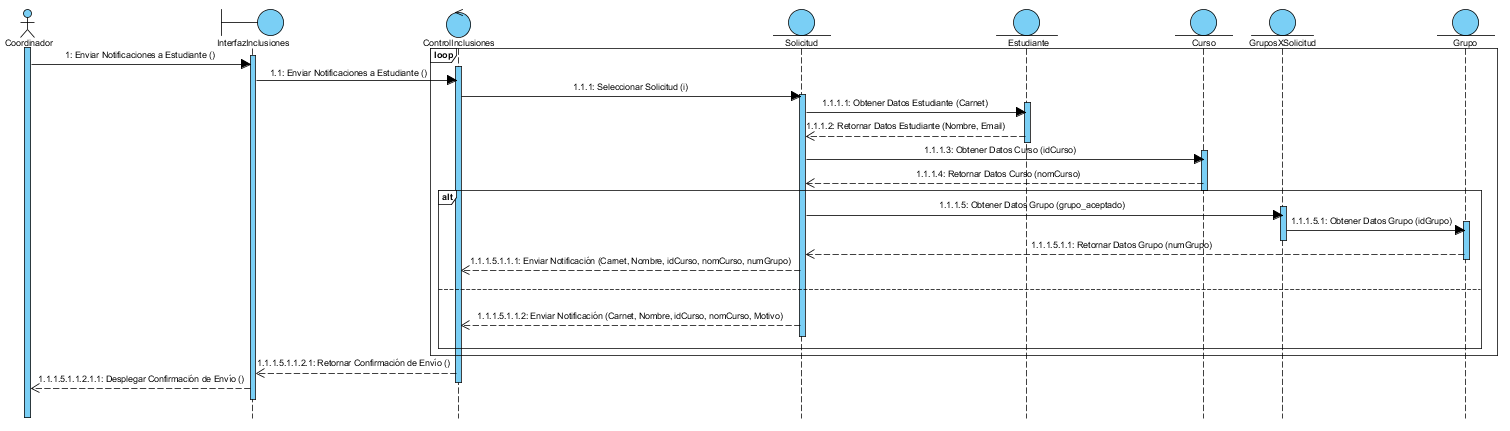 Coordinador
InterfazInclusiones
ControlInclusiones
Solicitud
Estudiante
Curso
GruposXSolicitud
Grupo
loop
1: Enviar Notificaciones a Estudiante ()
1.1: Enviar Notificaciones a Estudiante ()
1.1.1: Seleccionar Solicitud (i)
1.1.1.1: Obtener Datos Estudiante (Carnet)
1.1.1.2: Retornar Datos Estudiante (Nombre, Email)
1.1.1.3: Obtener Datos Curso (idCurso)
1.1.1.4: Retornar Datos Curso (nomCurso)
alt
1.1.1.5: Obtener Datos Grupo (grupo_aceptado)
1.1.1.5.1: Obtener Datos Grupo (idGrupo)
1.1.1.5.1.1: Retornar Datos Grupo (numGrupo)
1.1.1.5.1.1.1: Enviar Notificación (Carnet, Nombre, idCurso, nomCurso, numGrupo)
1.1.1.5.1.1.2: Enviar Notificación (Carnet, Nombre, idCurso, nomCurso, Motivo)
1.1.1.5.1.1.2.1: Retornar Confirmación de Envío ()
1.1.1.5.1.1.2.1.1: Desplegar Confirmación de Envío ()